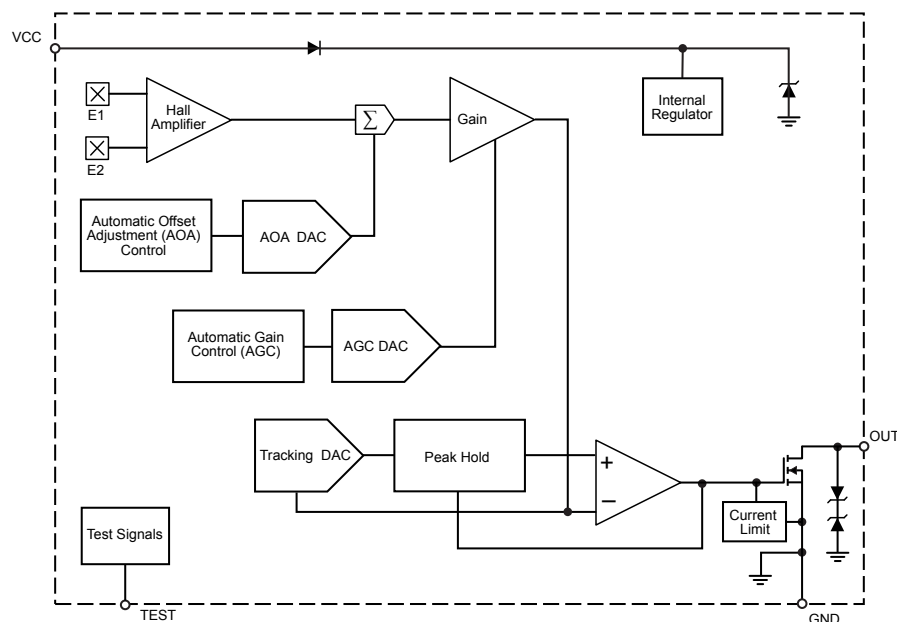 VCC
E1
E2
Hall
Amplifier
Σ
Gain
Internal
Regulator
Automatic Offset
Adjustment (AOA)
Control
AOA DAC
Automatic Gain
Control (AGC)
AGC DAC
Tracking DAC
Peak Hold
+
−
OUT
Current
Limit
Test Signals
TEST
GND